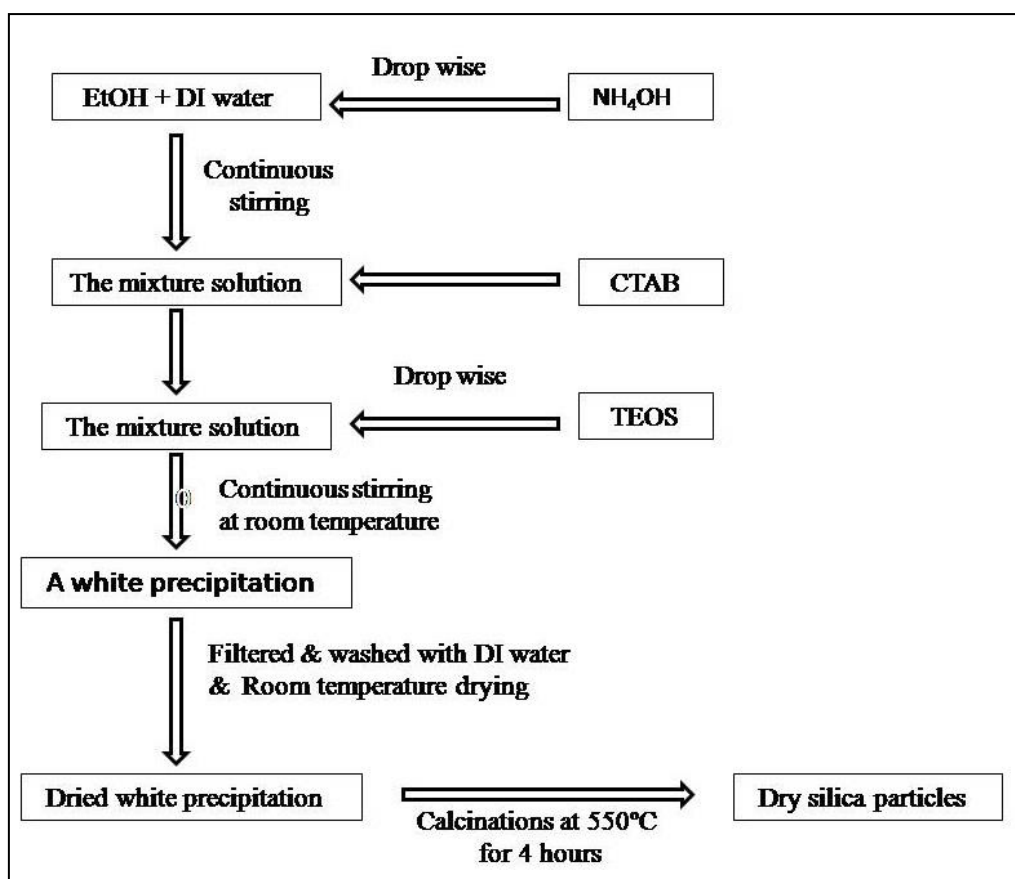 Drop wise
EtOH + DI water
NH₄OH
Continuous
stirring
The mixture solution
CTAB
Drop wise
The mixture solution
TEOS
Continuous stirring
at room temperature
A white precipitation
Filtered & washed with DI water
& Room temperature drying
Dried white precipitation
Dry silica particles
Calcinations at 550°C
for 4 hours